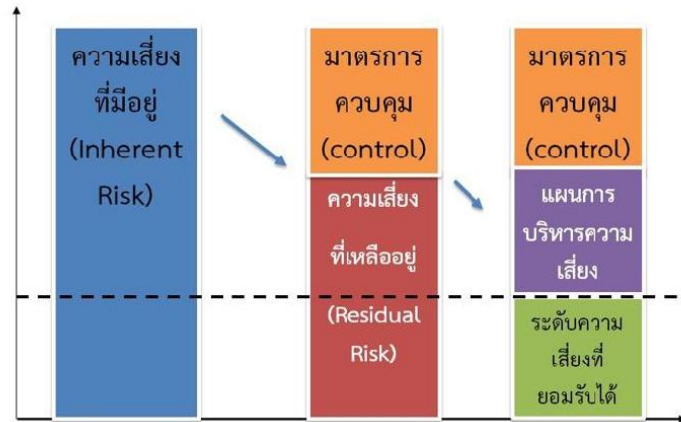 ความเสี่ยง
ที่มีอยู่
(Inherent
Risk)
มาตรการ
ควบคุม
(control)
ความเสี่ยง
ที่เหลืออยู่
(Residual
Risk)
มาตรการ
ควบคุม
(control)
แผนการ
บริหารความ
เสี่ยง
ระดับความ
เสี่ยงที่
ยอมรับได้